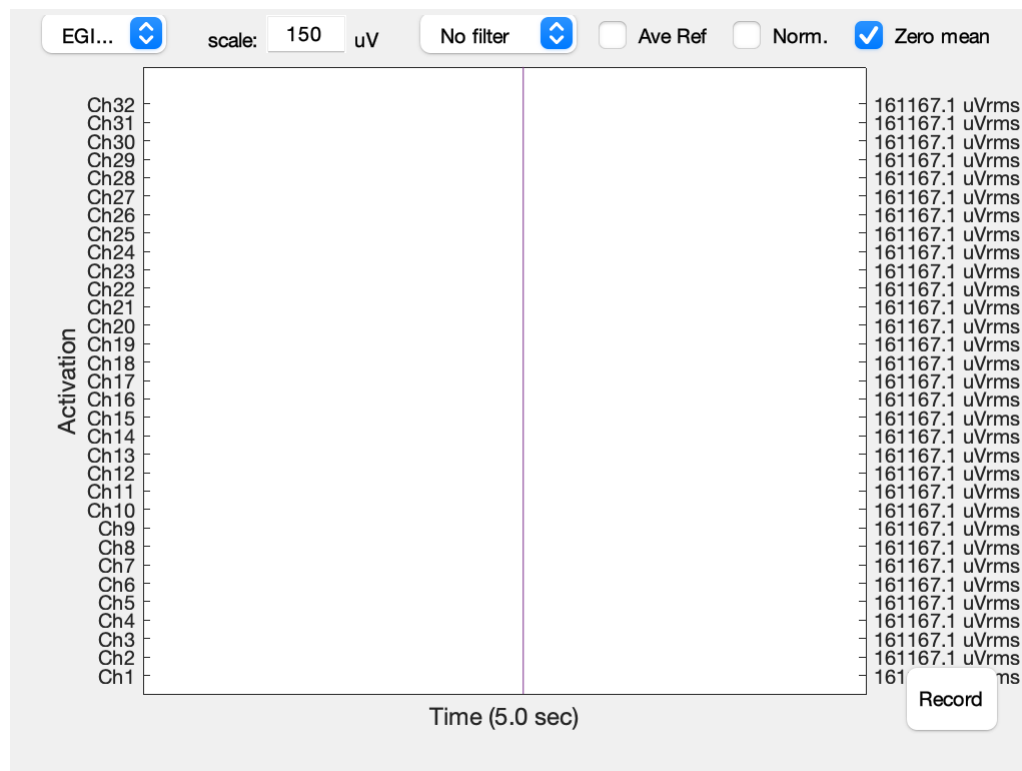 EGI... scale: 150 uV No filter Ave Ref Norm. Zero mean
Ch32 161167.1 uVrms
Ch31 161167.1 uVrms
Ch30 161167.1 uVrms
Ch29 161167.1 uVrms
Ch28 161167.1 uVrms
Ch27 161167.1 uVrms
Ch26 161167.1 uVrms
Ch25 161167.1 uVrms
Ch24 161167.1 uVrms
Ch23 161167.1 uVrms
Ch22 161167.1 uVrms
Ch21 161167.1 uVrms
Ch20 161167.1 uVrms
Ch19 161167.1 uVrms
Ch18 161167.1 uVrms
Ch17 161167.1 uVrms
Ch16 161167.1 uVrms
Ch15 161167.1 uVrms
Ch14 161167.1 uVrms
Ch13 161167.1 uVrms
Ch12 161167.1 uVrms
Ch11 161167.1 uVrms
Ch10 161167.1 uVrms
Ch9 161167.1 uVrms
Ch8 161167.1 uVrms
Ch7 161167.1 uVrms
Ch6 161167.1 uVrms
Ch5 161167.1 uVrms
Ch4 161167.1 uVrms
Ch3 161167.1 uVrms
Ch2 161167.1 uVrms
Ch1
Activation
Record
Time (5.0 sec)